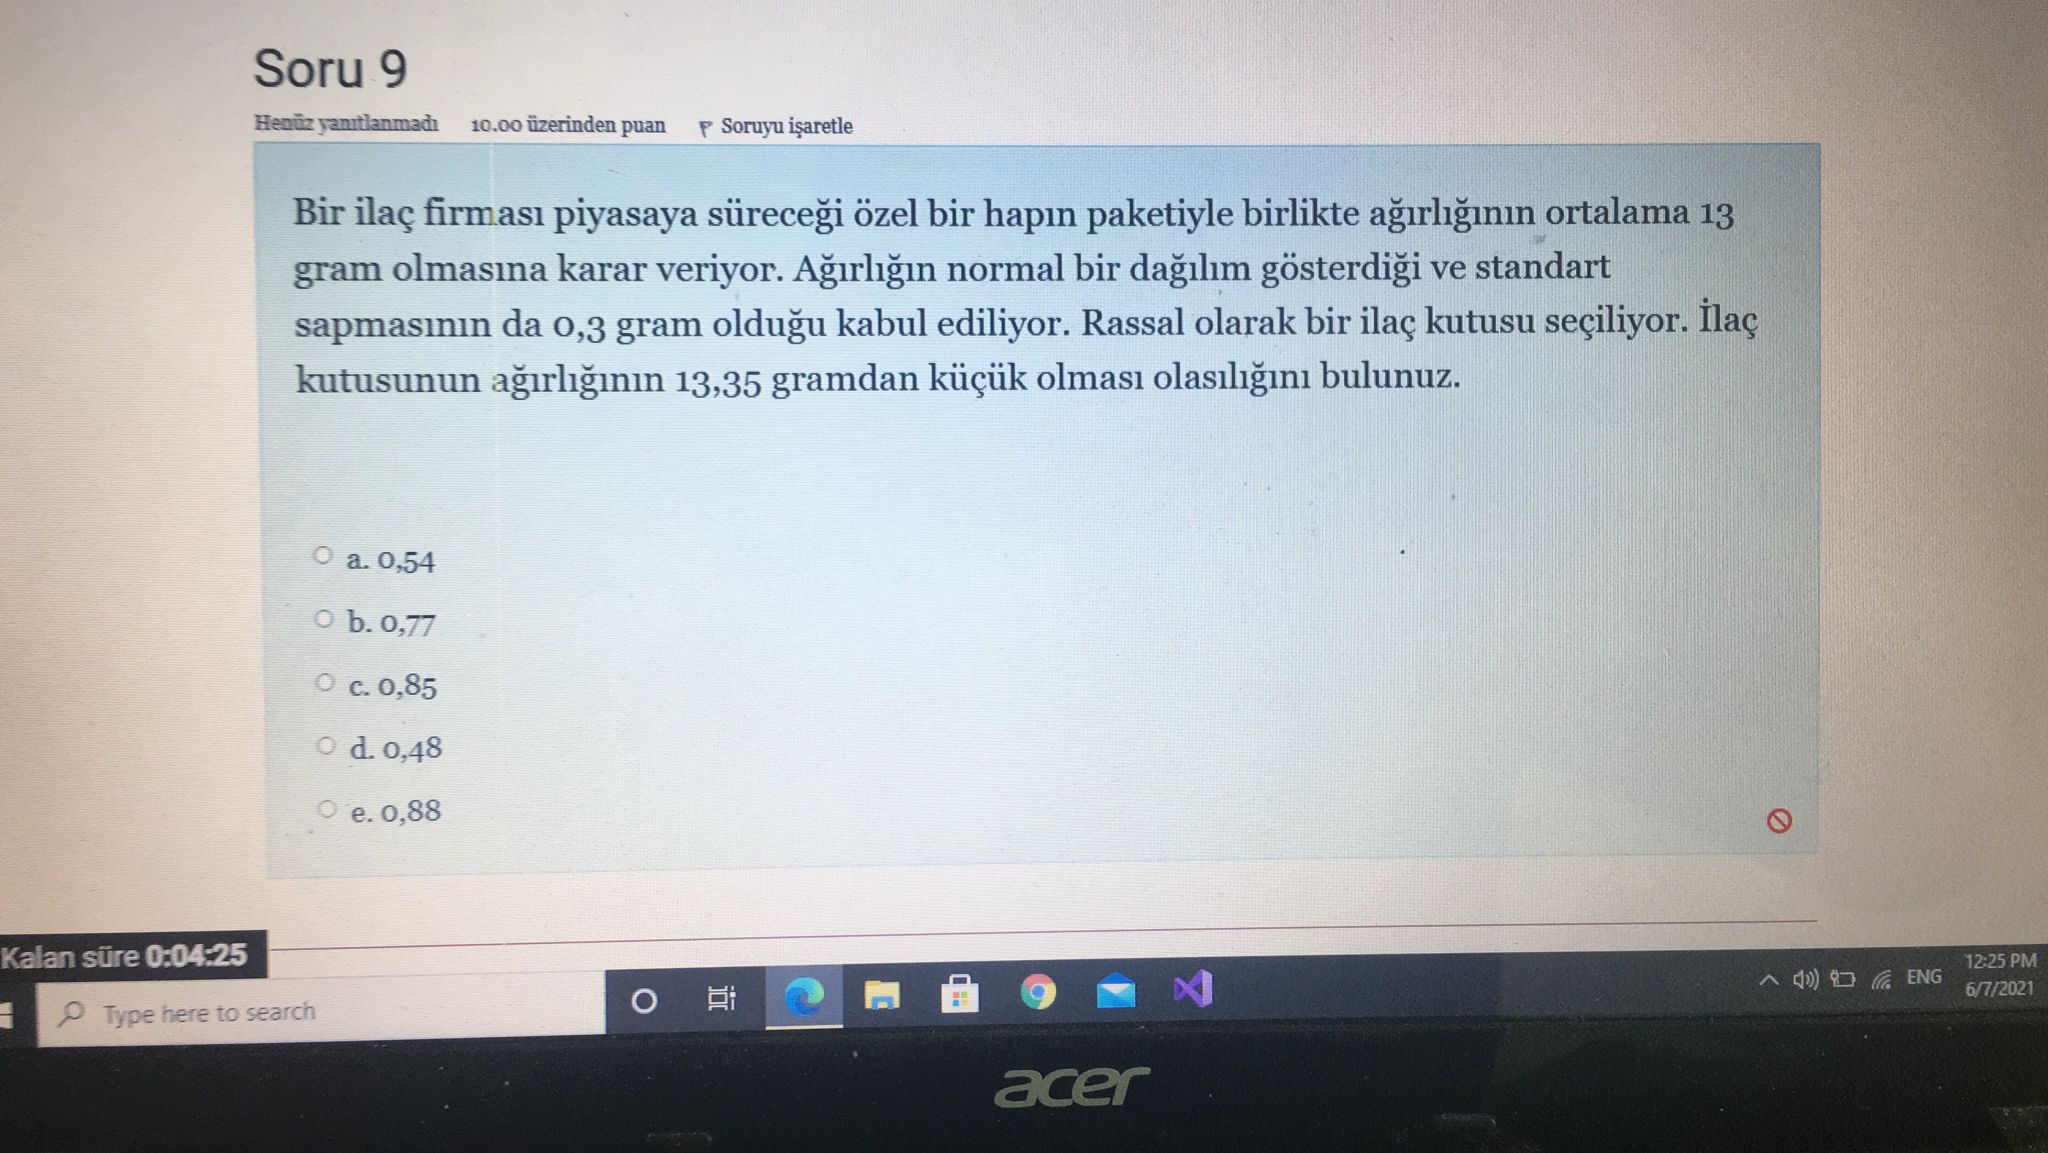 Soru 9
Henüz yanıtlanmadı 10.00 üzerinden puan Soruyu işaretle
Bir ilaç firması piyasaya süreceği özel bir hapın paketiyle birlikte ağırlığının ortalama 13
gram olmasına karar veriyor. Ağırlığın normal bir dağılım gösterdiği ve standart
sapmasının da 0,3 gram olduğu kabul ediliyor. Rassal olarak bir ilaç kutusu seçiliyor. İlaç
kutusunun ağırlığının 13,35 gramdan küçük olması olasılığını bulunuz.
a. 0,54
b. 0,77
c. 0,85
d. 0,48
e. 0,88
Kalan süre 0:04:25
Type here to search
ENG
12:25 PM
6/7/2021
acer